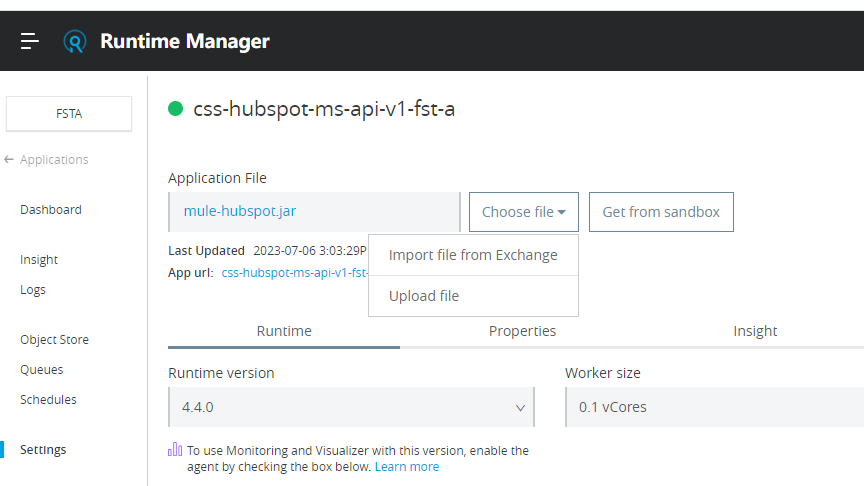 Runtime Manager
FSTA
Applications
Dashboard
Insight
Logs
Object Store
Queues
Schedules
Settings
css-hubspot-ms-api-v1-fst-a
Application File
mule-hubspot.jar
Choose file
Get from sandbox
Last Updated 2023-07-06 3:03:29P
App url: css-hubspot-ms-api-v1-fst-
Import file from Exchange
Upload file
Runtime
Properties
Insight
Runtime version
Worker size
4.4.0
0.1 vCores
To use Monitoring and Visualizer with this version, enable the
agent by checking the box below. Learn more